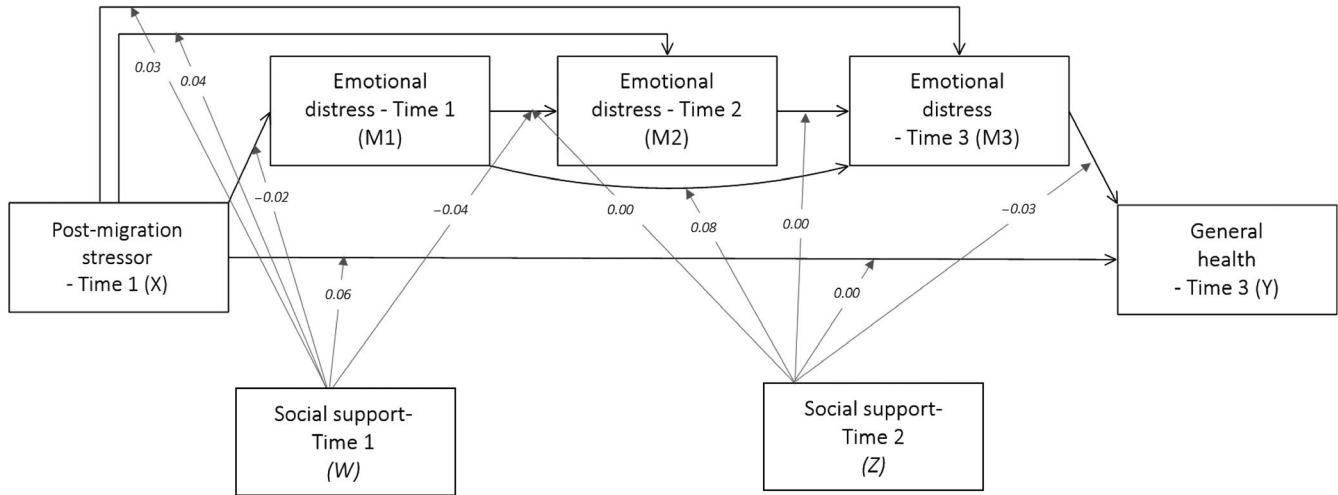 0.03
0.04
Emotional
distress - Time 1
(M1)
Emotional
distress - Time 2
(M2)
Emotional
distress
- Time 3 (M3)
−0.02
−0.04
0.00
0.08
0.00
−0.03
Post-migration
stressor
- Time 1 (X)
General
health
- Time 3 (Y)
0.06
0.00
Social support-
Time 1
(W)
Social support-
Time 2
(Z)